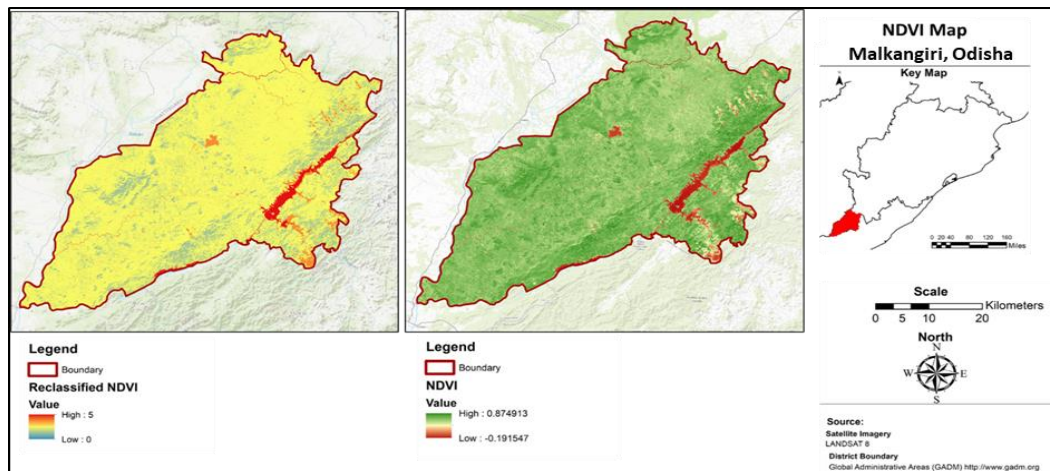 NDVI Map
Malkangiri, Odisha
Key Map
N
0 20 40 80 120 160
Miles
Scale
Kilometers
0 5 10 20
North
N
W E
S
Source:
Satellite Imagery
LANDSAT 8
District Boundary
Global Administrative Areas (GADM) http://www.gadm.org
Legend
Boundary
Reclassified NDVI
Value
High : 5
Low : 0
Legend
Boundary
NDVI
Value
High : 0.874913
Low : -0.191547